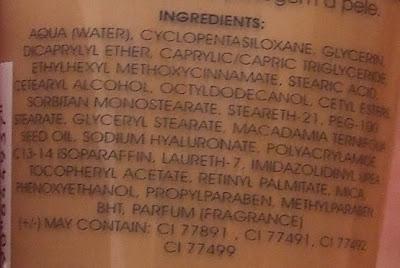 a pele.
INGREDIENTS:
AQUA (WATER), CYCLOPENTASILOXANE, GLYCERIN,
DICAPRYLYL ETHER, CAPRYLIC/CAPRIC TRIGLYCERIDE,
ETHYLHEXYL METHOXYCINNAMATE, STEARIC ACID,
CETEARYL ALCOHOL, OCTYLDODECANOL, CETYL ESTERS,
SORBITAN MONOSTEARATE, STEARETH-21, PEG-100
STEARATE, GLYCERYL STEARATE, MACADAMIA TERNIFOLIA
SEED OIL, SODIUM HYALURONATE, POLYACRYLAMIDE,
C13-14 ISOPARAFFIN, LAURETH-7, IMIDAZOLIDINYL UREA,
TOCOPHERYL ACETATE, RETINYL PALMITATE, MICA,
PHENOXYETHANOL, PROPYLPARABEN, METHYLPARABEN,
BHT, PARFUM (FRAGRANCE)
(+/-) MAY CONTAIN: CI 77891 , CI 77491, CI 77492
CI 77499